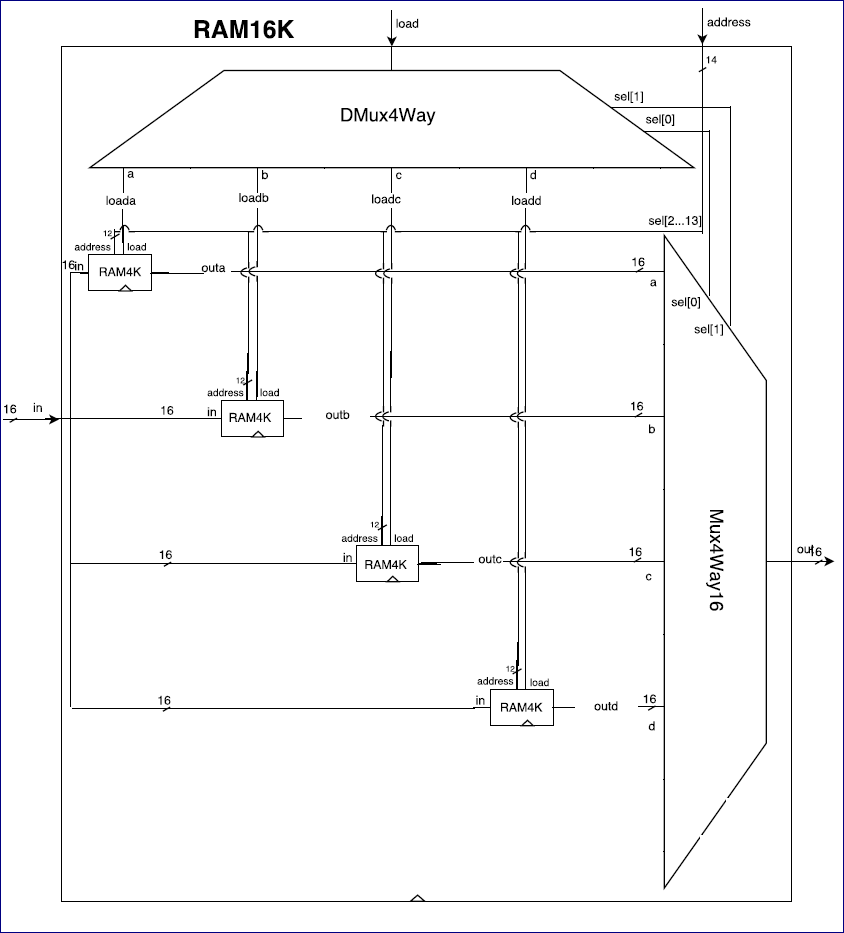 RAM16K
load
address
14
DMux4Way
sel[1]
sel[0]
a b c d
loada loadb loadc loadd
sel[2...13]
12
address load
16 in RAM4K outa 16
a
sel[0]
sel[1]
12
address load
16 in 16 in RAM4K outb 16
b
12
address load
16 in RAM4K outc 16
c
Mux4Way16
out 16
12
address load
16 in RAM4K outd 16
d